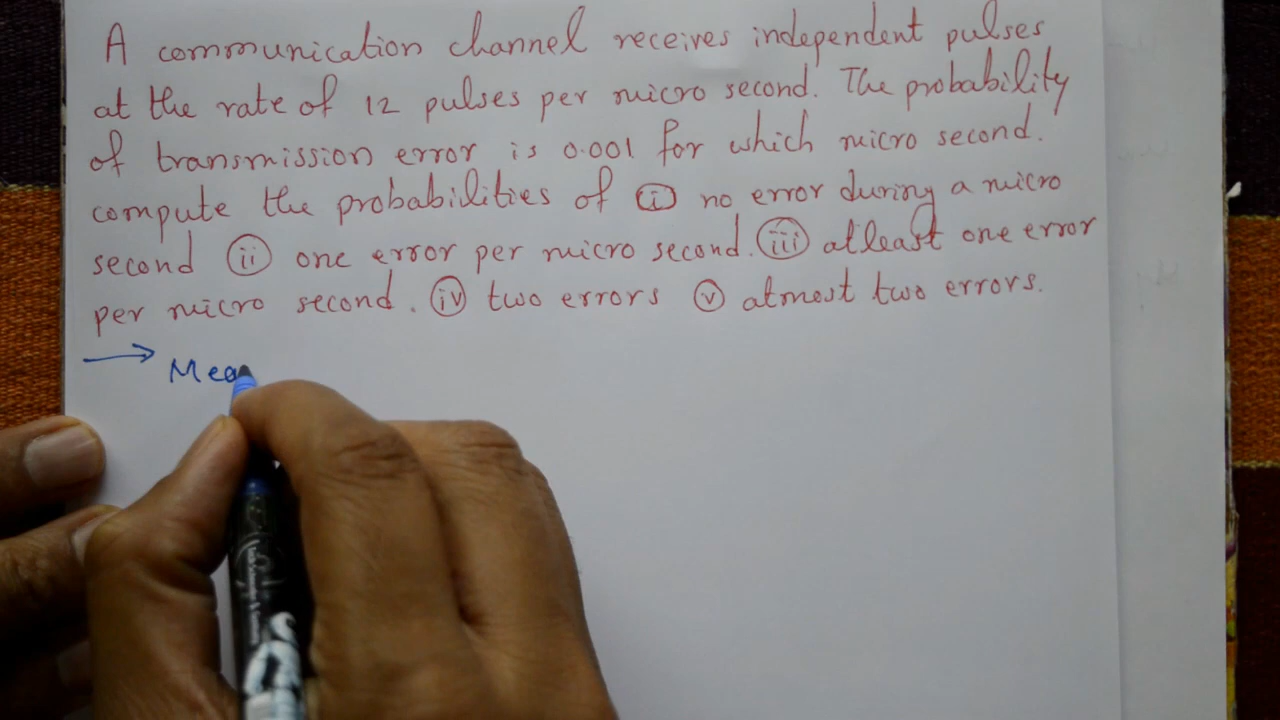 A communication channel receives independent pulses
at the rate of 12 pulses per micro second. The probability
of transmission error is 0.001 for which micro second.
compute the probabilities of (i) no error during a micro
second (ii) one error per micro second. (iii) atleast one error
per micro second. (iv) two errors (v) atmost two errors.
→ Mea